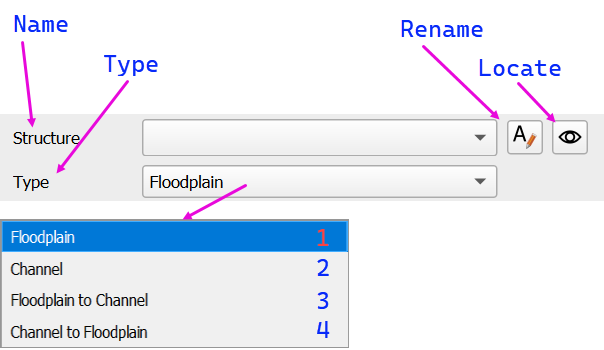 Name
Rename
Type
Locate
Structure
A
Type Floodplain
Floodplain 1
Channel 2
Floodplain to Channel 3
Channel to Floodplain 4